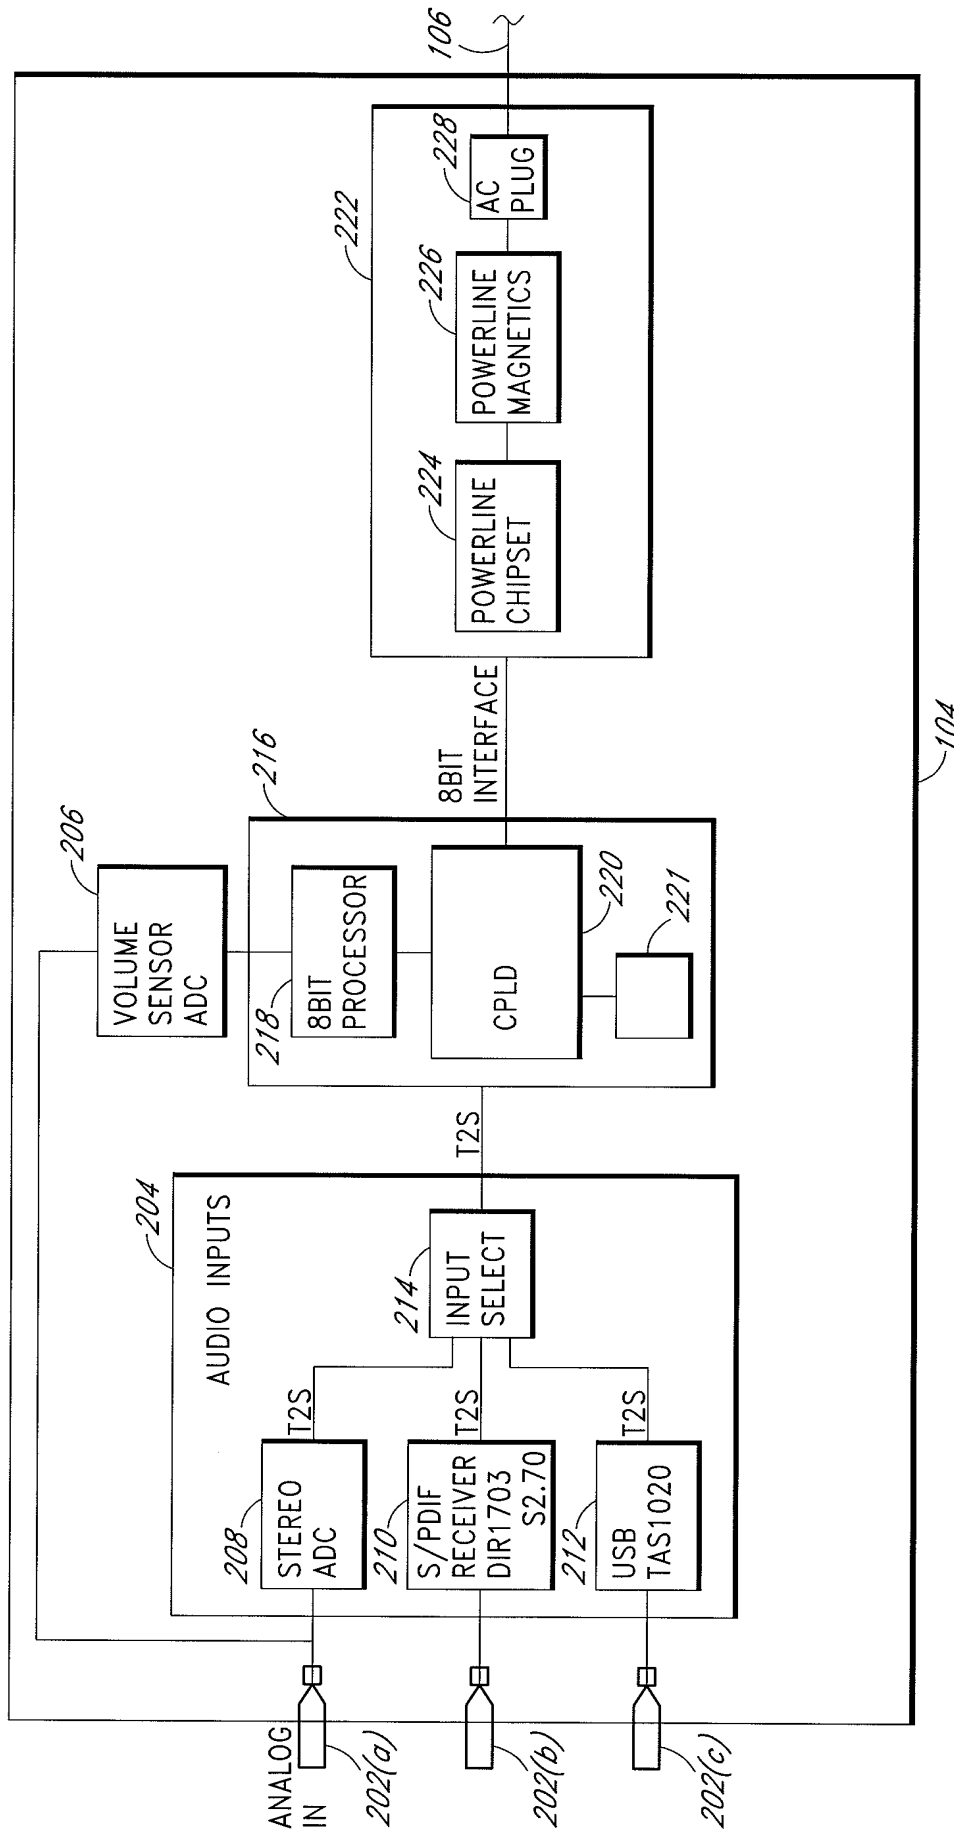 ANALOG
IN
202(a)
202(b)
202(c)
204
AUDIO INPUTS
208
STEREO
ADC
T2S
210
S/PDIF
RECEIVER
DIR1703
S2.70
T2S
212
USB
TAS1020
T2S
214
INPUT
SELECT
T2S
206
VOLUME
SENSOR
ADC
216
218
8BIT
PROCESSOR
CPLD
220
221
8BIT
INTERFACE
222
224
POWERLINE
CHIPSET
226
POWERLINE
MAGNETICS
228
AC
PLUG
106
104